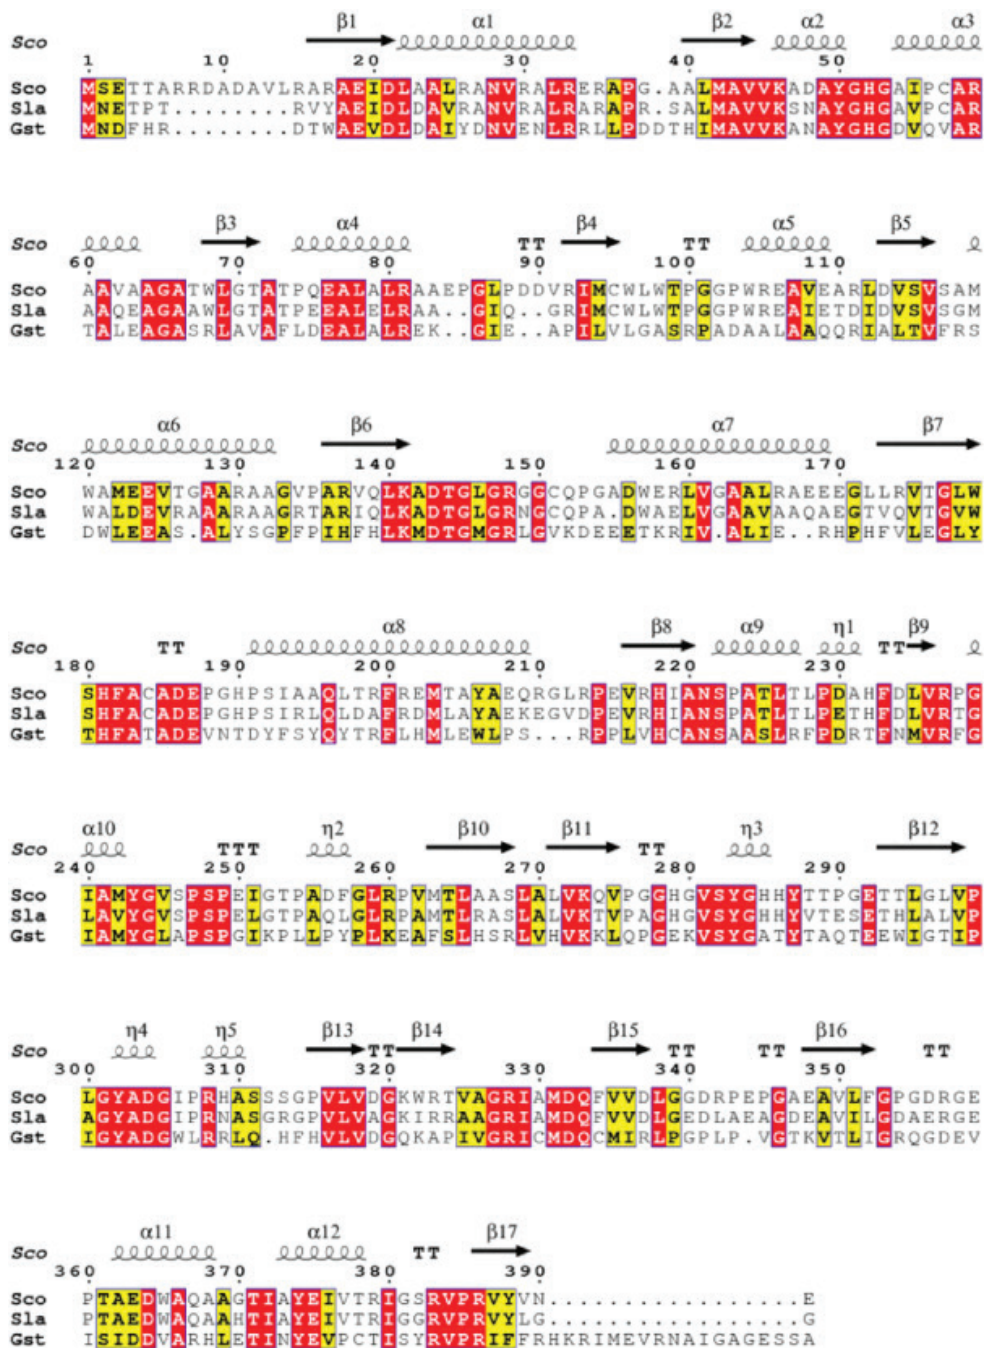 β1 α1 β2 α2 α3
Sco
1 10 20 30 40 50
Sco MSETTARRDADAVLRARAEIDLAALRANVRALRERAPG.AALMAVVKADAYGHGAIPCAR
Sla MNETPT........RVYAEIDLDAVRANVRALRARAPR.SALMAVVKADAYGHGAVPCAR
Gst MNDFHR........DTWAEVDLDAIYDNVENLRRLLPDDTHIMAVVKANAYGHGDVQVAR
β3 α4 β4 α5 β5
Sco TT TT
60 70 80 90 100 110
Sco AAVAAGATWLGTATPQEALALRAAEPGLPDDVRIMCWLWTPGGPWREAVEARLDVSVSAM
Sla AAQEAGAAWLGTATPEEALELRAA..GIQ..GRIMCWLWTPGGPWREAIETDIDVSVSGM
Gst TALEAGASRLAVAFLDEALALREK..GIE..APILVLGASRPADAALAAQQRIALTVFRS
α6 β6 α7 β7
Sco
120 130 140 150 160 170
Sco WAMEEVTGAARAAGVPARVQLKADTGLGRGGCQPGADWERLVGAALRAEEEGLLRVTGLW
Sla WALDEVRAAARAAGRTARIQLKADTGLGRNGCQPA.DWAELVGAAVAAQAEGTVQVTGVW
Gst DWLEEAS.ALYSGPFPIHFHLKMDTGMGRLGVKDEEETKRIV.ALIE..RHPHFVLEGLY
α8 β8 α9 η1 β9
Sco TT TT
180 190 200 210 220 230
Sco SHFACADEPGHPSIAAQLTRFREMTAYAEQRGLRPEVRHIANSPATLTLPDAHFDLVRPG
Sla SHFACADEPGHPSIRLQLDAFRDMLAYAEKEGVDPEVRHIANSPATLTLPETHFDLVRTG
Gst THFATADEVNTDYFSYQYTRFLHMLEWLPS...RPPLVHCANSAASLRFPDRTFNMVRFG
α10 η2 β10 β11 η3 β12
Sco TTT TT
240 250 260 270 280 290
Sco IAMYGVSPSPEIGTPADFGLRPVMTLAASLALVKQVPGGHGVSYGHHYTTPGETTLGLVP
Sla LAVYGVSPSPELGTPAQLGLRPAMTLRASLALVKTVPAGHGVSYGHHYVTESETHLALVP
Gst IAMYGLAPSPGIKPLLPYPLKEAFSLHSRLVHVKKLQPGEKVSYGATYTAQTEEWIGTIP
η4 η5 β13 β14 β15 β16
Sco TT TT TT TT
300 310 320 330 340 350
Sco LGYADGIPRHASSSGPVLVDGKWRTVAGRIAMDQFVVDLGGDRPEPGAEAVLFGPGDRGE
Sla AGYADGIPRNASGRGPVLVAGKIRRAAGRIAMDQFVVDLGEDLAEAGDEAVILGDAERGE
Gst IGYADGWLRRLQ.HFHVLVDGQKAPIVGRICMDQCMIRLPGPLP.VGTKVTLIGRQGDEV
α11 α12 β17
Sco TT
360 370 380 390
Sco PTAEDWAQAAGTIAYEIVTRIGSRVPRVYVN.................E
Sla PTAEDWAQAAHTIAYEIVTRIGGRVPRVYLG.................G
Gst ISIDDVARHLETINYEVPCTISYRVPRIFFRHKRIMEVRNAIGAGESSA